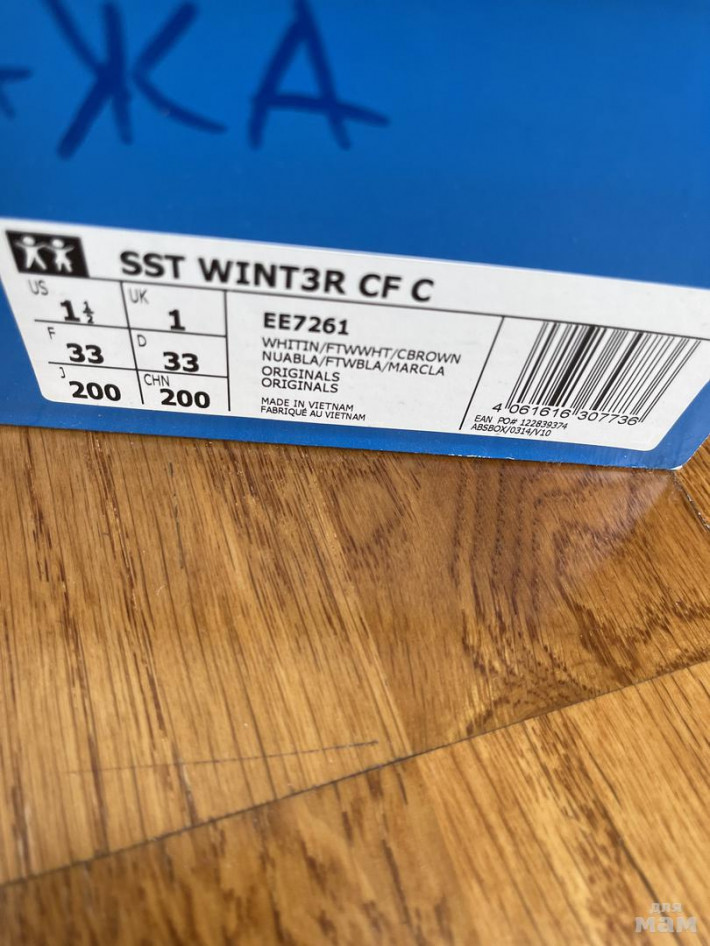 ЖА
SST WINT3R CF C
US 1½ UK 1
F 33 D 33
J 200 CHN 200
EE7261
WHITIN/FTWWHT/CBROWN
NUABLA/FTWBLA/MARCLA
ORIGINALS
ORIGINALS
MADE IN VIETNAM
FABRIQUÉ AU VIETNAM
4 061616 307736
EAN PO# 122839374
ABSBOX/0314/V10
для
мам